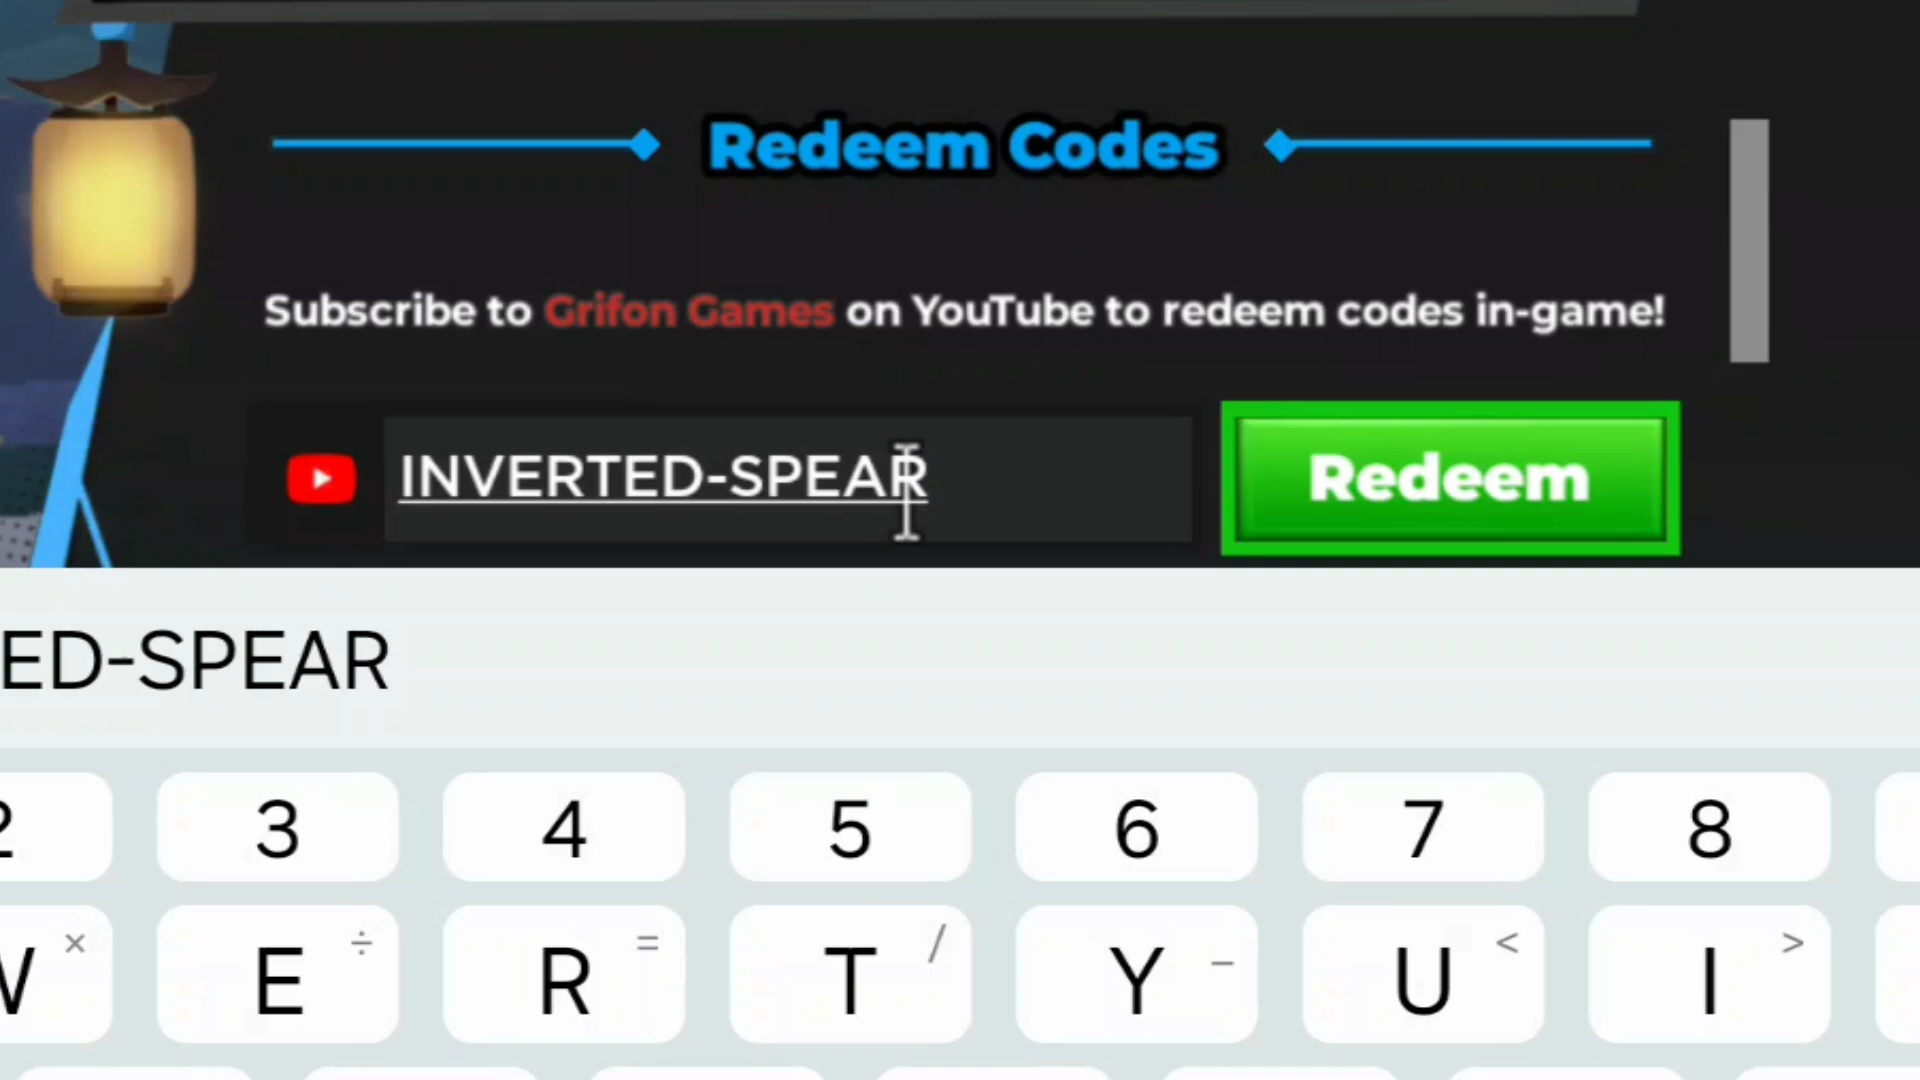 Redeem Codes
Subscribe to Grifon Games on YouTube to redeem codes in-game!
INVERTED-SPEAR
Redeem
ED-SPEAR
2 3 4 5 6 7 8
W × E ÷ R = T / Y _ U < I >